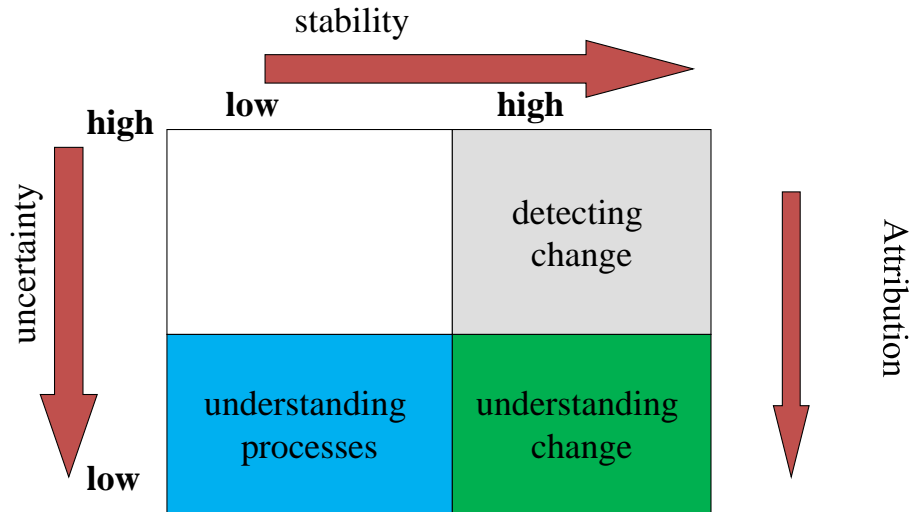 stability
low
high
high
uncertainty
detecting
change
Attribution
understanding
processes
understanding
change
low